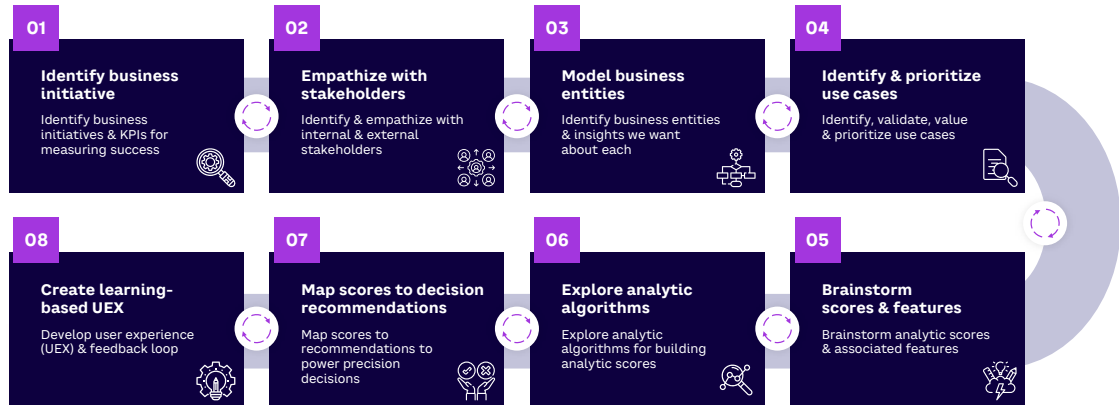 01
Identify business
initiative
Identify business
initiatives & KPIs for
measuring success
02
Empathize with
stakeholders
Identify & empathize with
internal & external
stakeholders
03
Model business
entities
Identify business entities
& insights we want
about each
04
Identify & prioritize
use cases
Identify, validate, value
& prioritize use cases
05
Brainstorm
scores & features
Brainstorm analytic scores
& associated features
06
Explore analytic
algorithms
Explore analytic
algorithms for building
analytic scores
07
Map scores to decision
recommendations
Map scores to
recommendations to
power precision
decisions
08
Create learning-
based UEX
Develop user experience
(UEX) & feedback loop